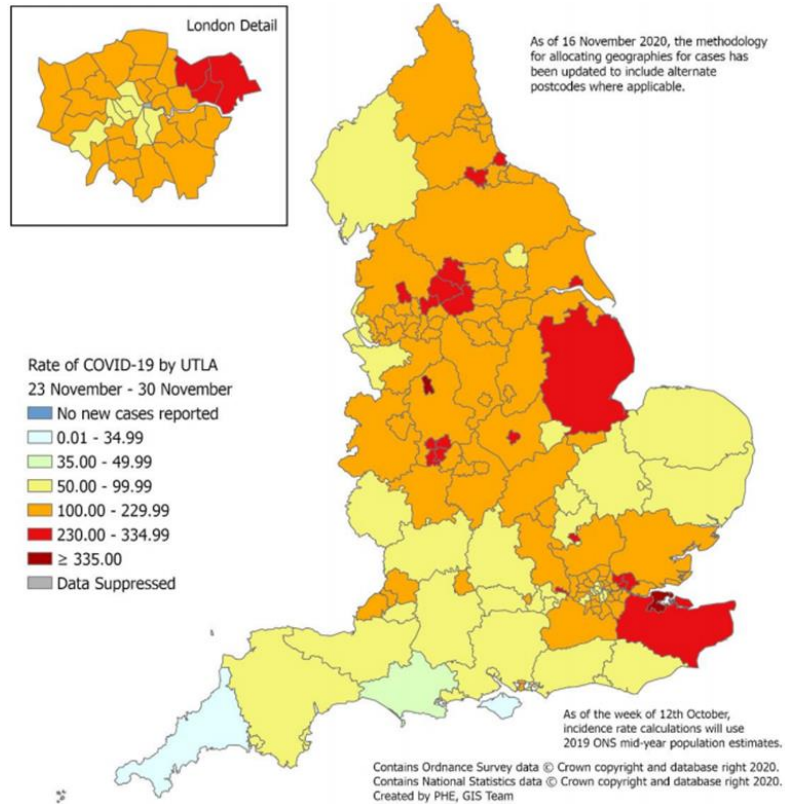 London Detail
As of 16 November 2020, the methodology
for allocating geographies for cases has
been updated to include alternate
postcodes where applicable.
Rate of COVID-19 by UTLA
23 November - 30 November
No new cases reported
0.01 - 34.99
35.00 - 49.99
50.00 - 99.99
100.00 - 229.99
230.00 - 334.99
≥ 335.00
Data Suppressed
As of the week of 12th October,
incidence rate calculations will use
2019 ONS mid-year population estimates.
Contains Ordnance Survey data © Crown copyright and database right 2020.
Contains National Statistics data © Crown copyright and database right 2020.
Created by PHE, GIS Team